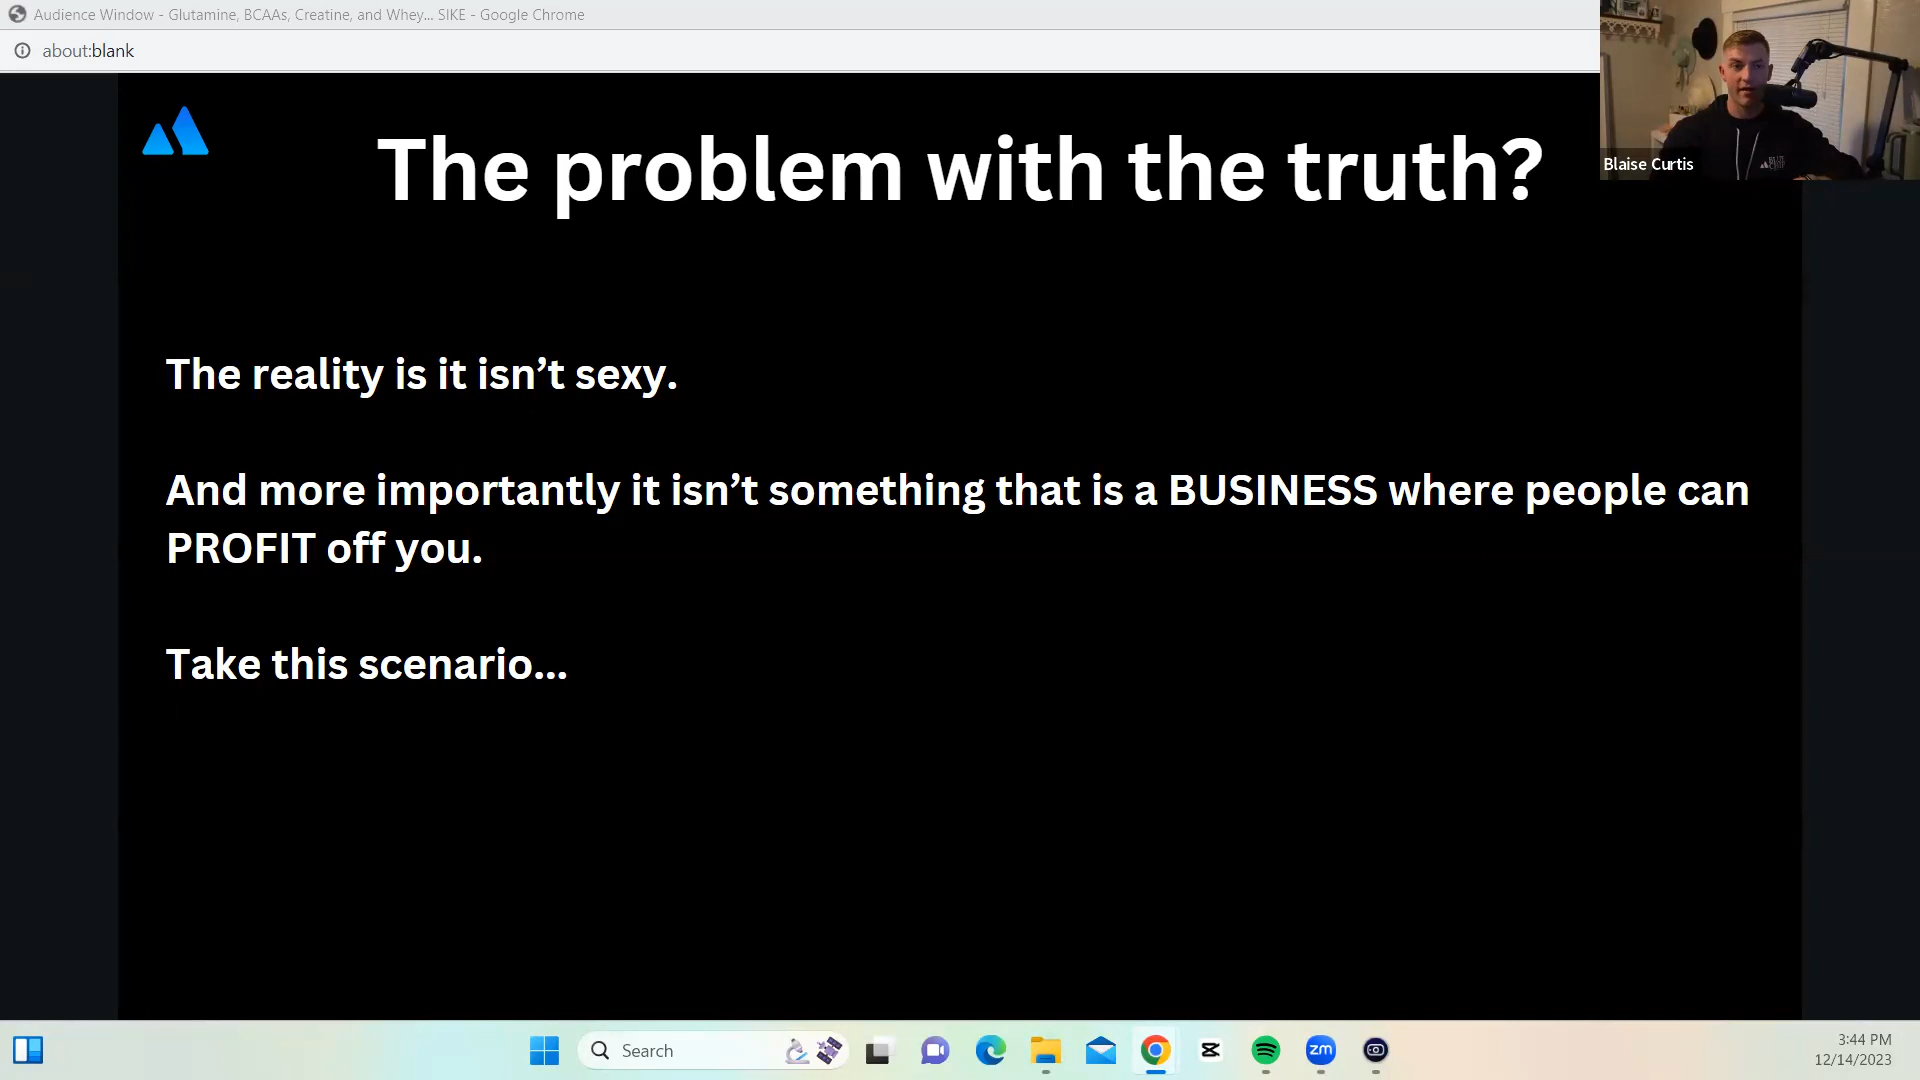 Audience Window - Glutamine, BCAAs, Creatine, and Whey... SIKE - Google Chrome
about:blank
Blaise Curtis
The problem with the truth?
The reality is it isn’t sexy.
And more importantly it isn’t something that is a BUSINESS where people can
PROFIT off you.
Take this scenario...
Search
zm
3:44 PM
12/14/2023